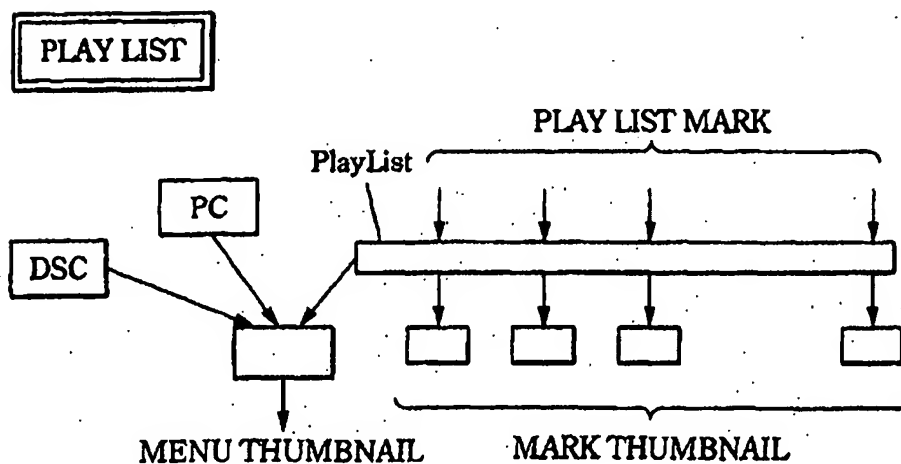 PLAY LIST
PLAY LIST MARK
PlayList
PC
DSC
MENU THUMBNAIL
MARK THUMBNAIL